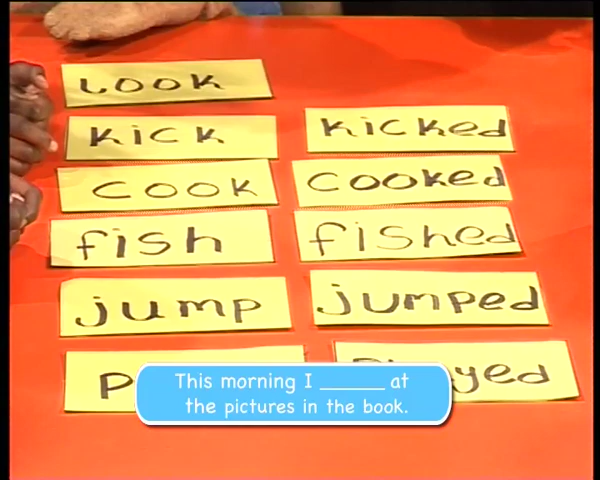 look
kick kicked
cook cooked
fish fished
jump jumped
This morning I ______ at
the pictures in the book.